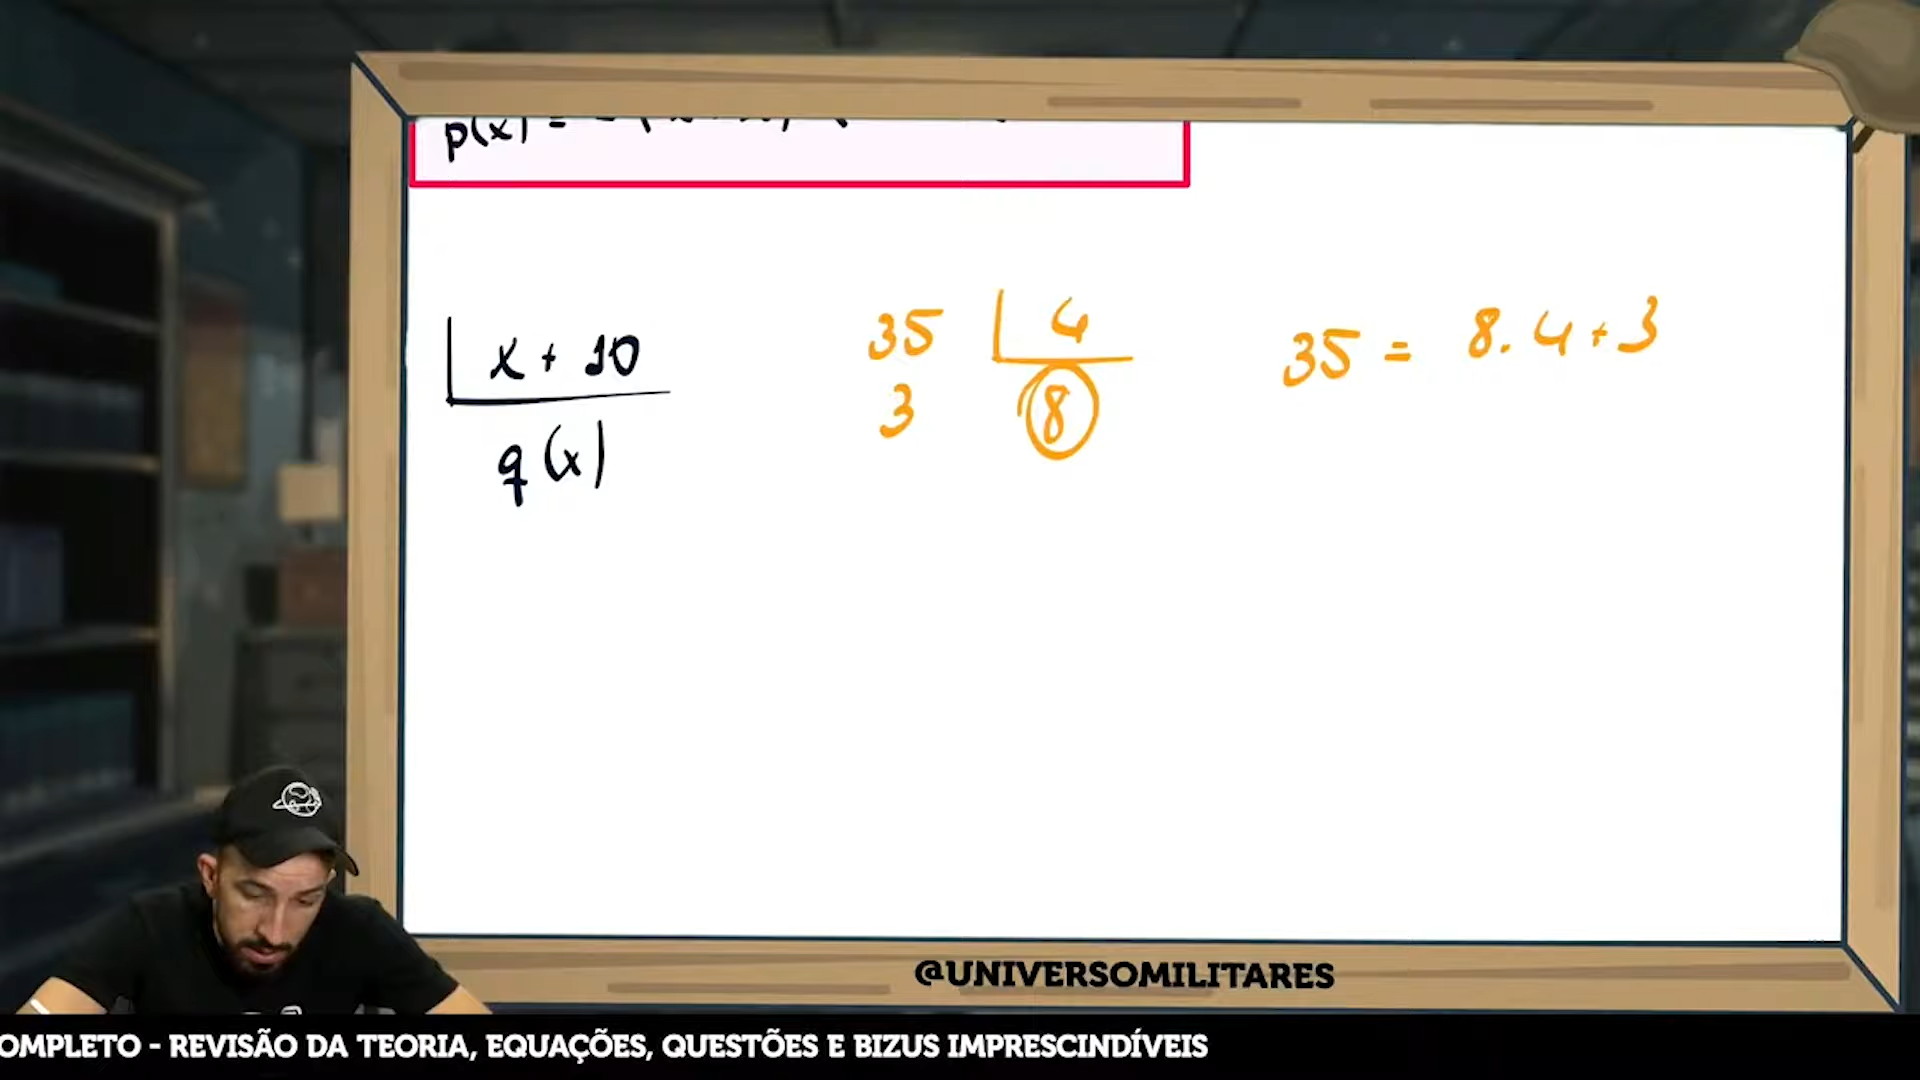 p(x) =
x + 10
q(x)
35 4
3 8
35 = 8. 4 + 3
@UNIVERSOMILITARES
OMPLETO - REVISÃO DA TEORIA, EQUAÇÕES, QUESTÕES E BIZUS IMPRESCINDÍVEIS